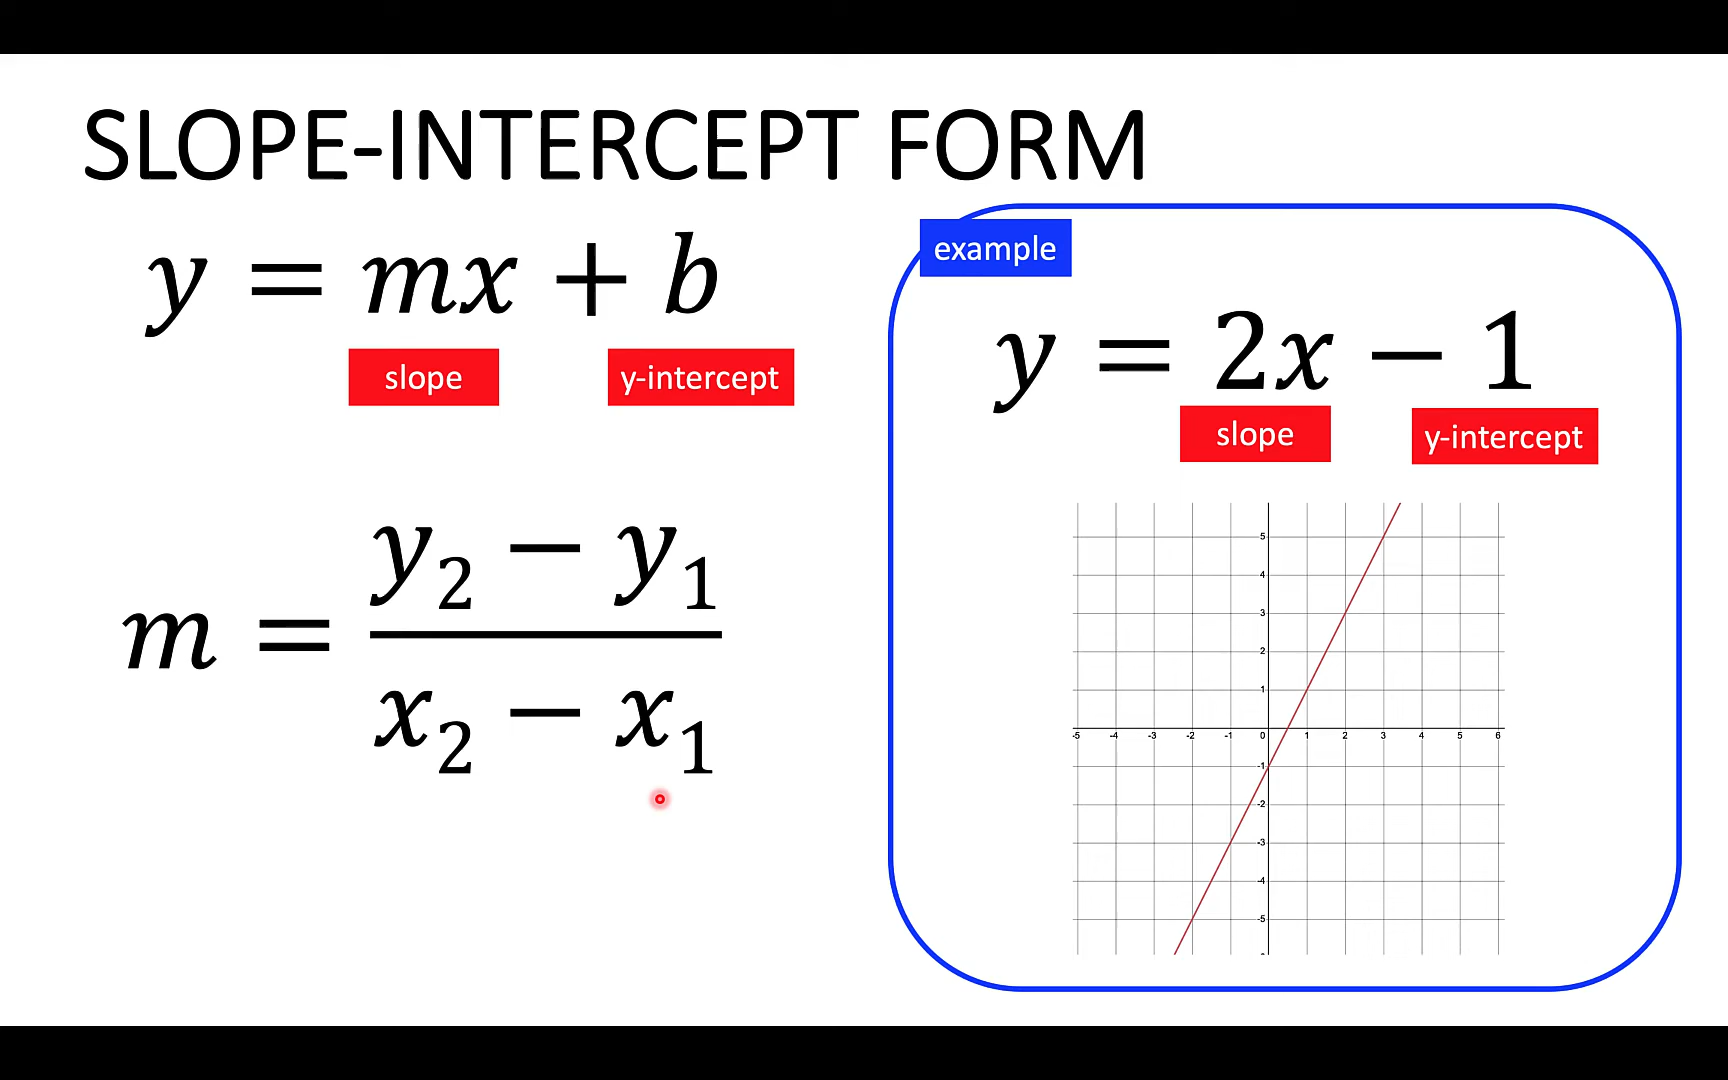 SLOPE-INTERCEPT FORM
y = mx + b
slope y-intercept
m = (y₂ − y₁) / (x₂ − x₁)
example
y = 2x − 1
slope y-intercept
5
4
3
2
1
-5 -4 -3 -2 -1 0 1 2 3 4 5 6
-1
-2
-3
-4
-5